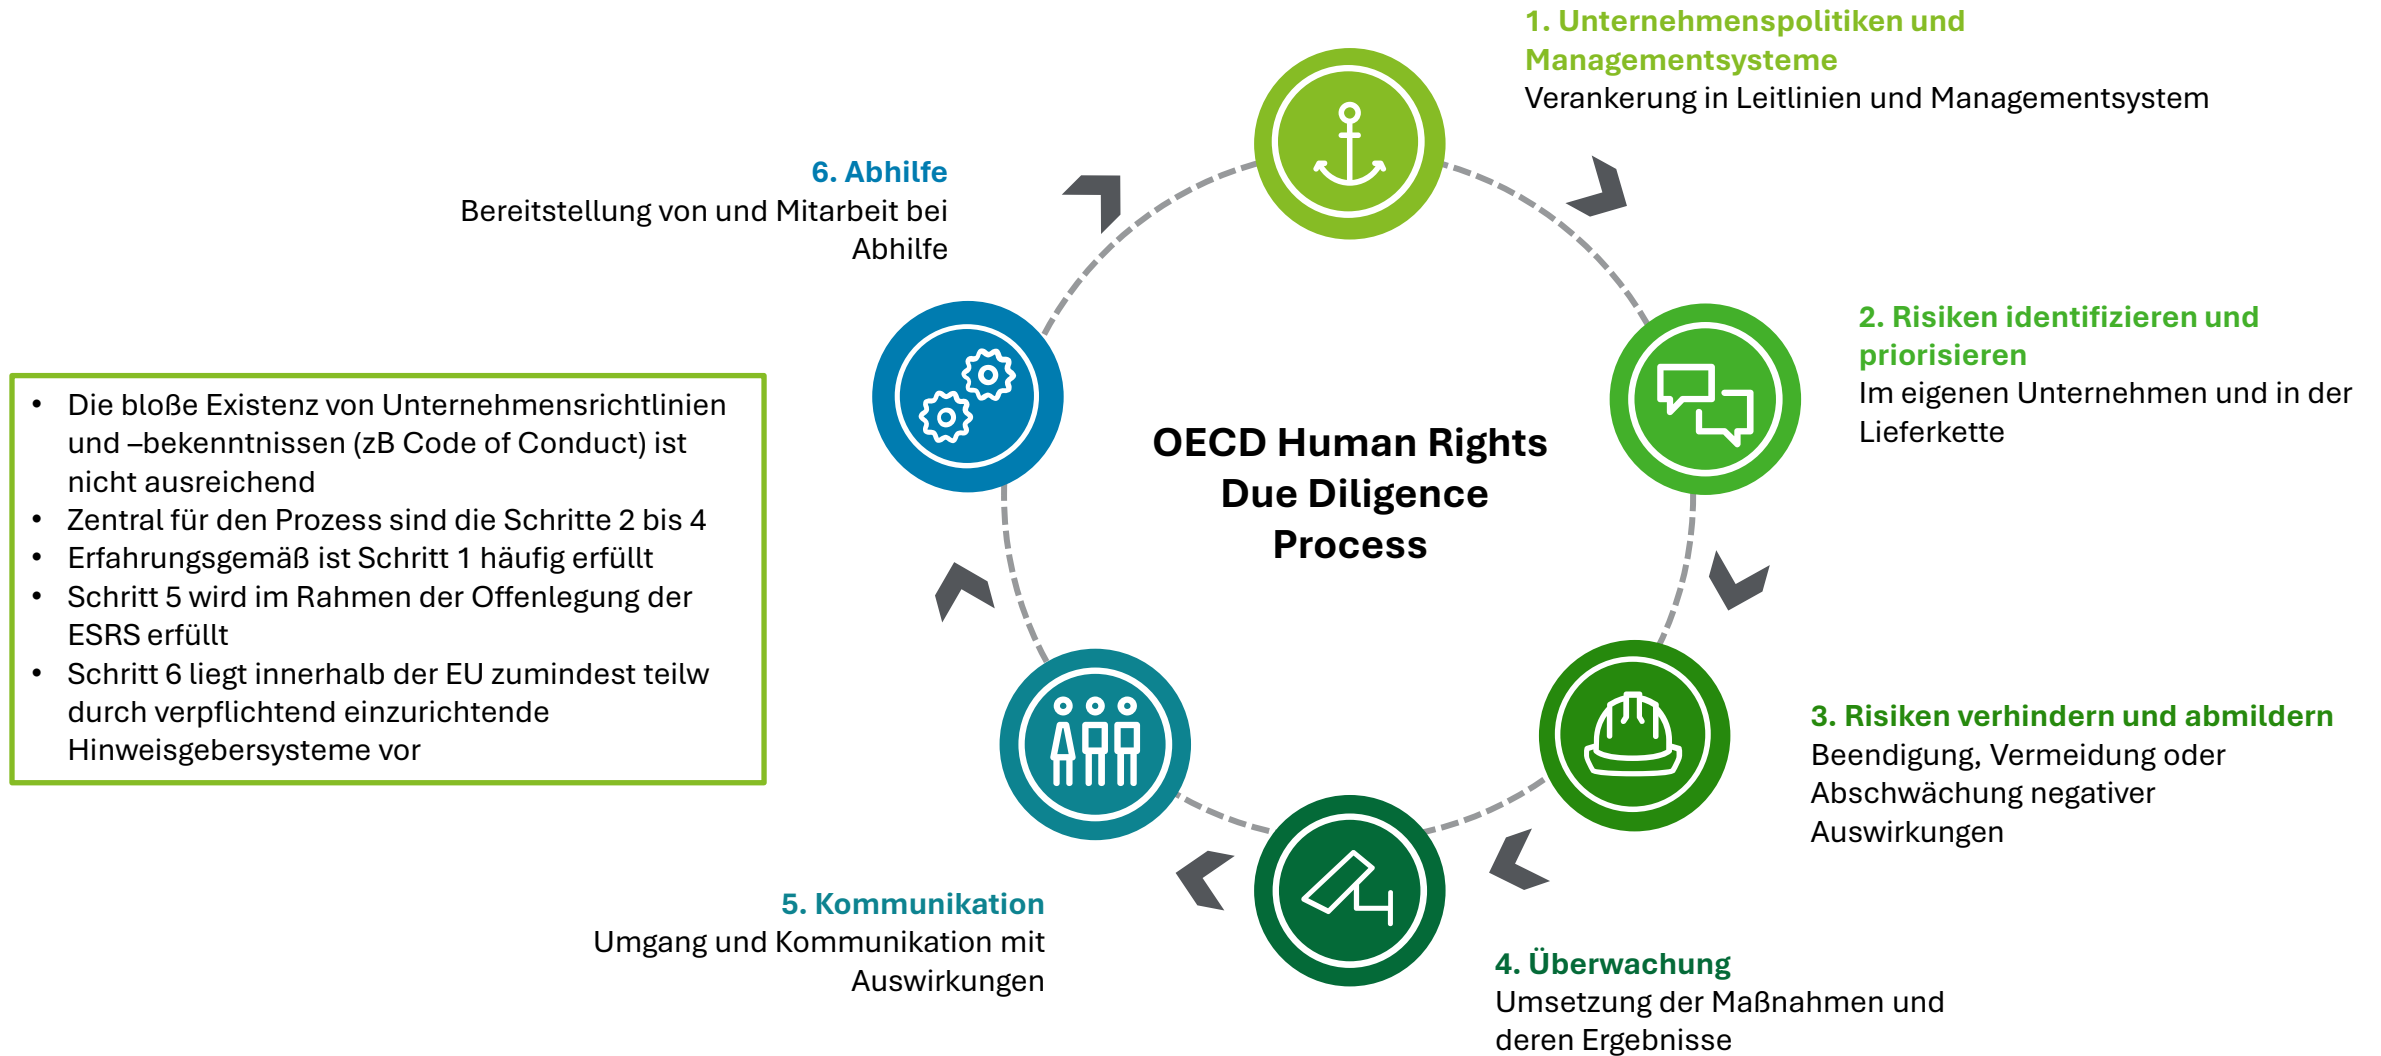 1. Unternehmenspolitiken und
Managementsysteme
Verankerung in Leitlinien und Managementsystem
6. Abhilfe
Bereitstellung von und Mitarbeit bei
Abhilfe
2. Risiken identifizieren und
priorisieren
Im eigenen Unternehmen und in der
Lieferkette
• Die bloße Existenz von Unternehmensrichtlinien
und –bekenntnissen (zB Code of Conduct) ist
nicht ausreichend
• Zentral für den Prozess sind die Schritte 2 bis 4
• Erfahrungsgemäß ist Schritt 1 häufig erfüllt
• Schritt 5 wird im Rahmen der Offenlegung der
ESRS erfüllt
• Schritt 6 liegt innerhalb der EU zumindest teilw
durch verpflichtend einzurichtende
Hinweisgebersysteme vor
OECD Human Rights
Due Diligence
Process
3. Risiken verhindern und abmildern
Beendigung, Vermeidung oder
Abschwächung negativer
Auswirkungen
5. Kommunikation
Umgang und Kommunikation mit
Auswirkungen
4. Überwachung
Umsetzung der Maßnahmen und
deren Ergebnisse